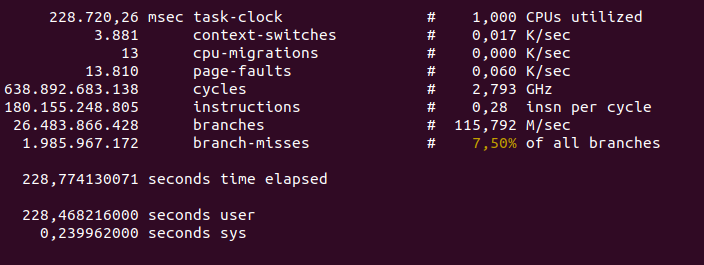 228.720,26 msec task-clock # 1,000 CPUs utilized
3.881 context-switches # 0,017 K/sec
13 cpu-migrations # 0,000 K/sec
13.810 page-faults # 0,060 K/sec
638.892.683.138 cycles # 2,793 GHz
180.155.248.805 instructions # 0,28 insn per cycle
26.483.866.428 branches # 115,792 M/sec
1.985.967.172 branch-misses # 7,50% of all branches
228,774130071 seconds time elapsed
228,468216000 seconds user
0,239962000 seconds sys